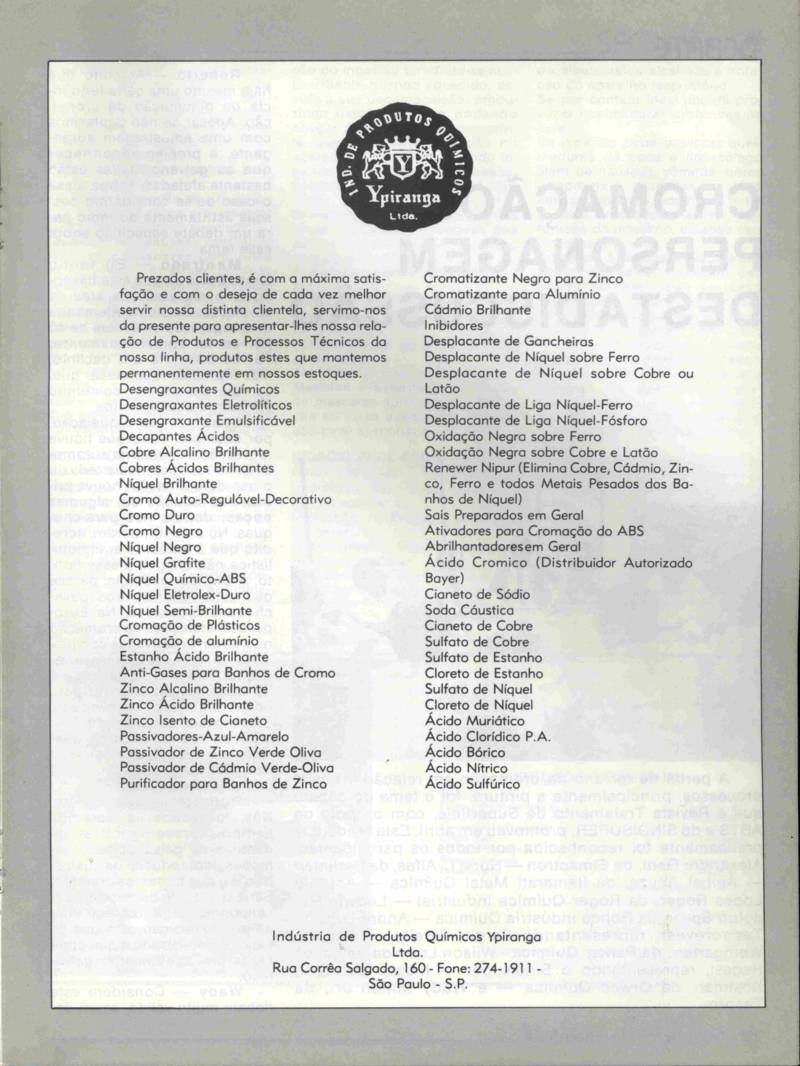 IND. DE PRODUTOS QUÍMICOS
Y
Ypiranga
Ltda.
Prezados clientes, é com a máxima satis-
fação e com o desejo de cada vez melhor
servir nossa distinta clientela, servimo-nos
da presente para apresentar-lhes nossa rela-
ção de Produtos e Processos Técnicos da
nossa linha, produtos estes que mantemos
permanentemente em nossos estoques.
Desengraxantes Químicos
Desengraxantes Eletrolíticos
Desengraxante Emulsificável
Decapantes Ácidos
Cobre Alcalino Brilhante
Cobres Ácidos Brilhantes
Níquel Brilhante
Cromo Auto-Regulável-Decorativo
Cromo Duro
Cromo Negro
Níquel Negro
Níquel Grafite
Níquel Químico-ABS
Níquel Eletrolex-Duro
Níquel Semi-Brilhante
Cromação de Plásticos
Cromação de alumínio
Estanho Ácido Brilhante
Anti-Gases para Banhos de Cromo
Zinco Alcalino Brilhante
Zinco Ácido Brilhante
Zinco Isento de Cianeto
Passivadores-Azul-Amarelo
Passivador de Zinco Verde Oliva
Passivador de Cádmio Verde-Oliva
Purificador para Banhos de Zinco
Cromatizante Negro para Zinco
Cromatizante para Alumínio
Cádmio Brilhante
Inibidores
Desplacante de Gancheiras
Desplacante de Níquel sobre Ferro
Desplacante de Níquel sobre Cobre ou
Latão
Desplacante de Liga Níquel-Ferro
Desplacante de Liga Níquel-Fósforo
Oxidação Negra sobre Ferro
Oxidação Negra sobre Cobre e Latão
Renewer Nipur (Elimina Cobre, Cádmio, Zin-
co, Ferro e todos Metais Pesados dos Ba-
nhos de Níquel)
Sais Preparados em Geral
Ativadores para Cromação do ABS
Abrilhantadoresem Geral
Ácido Cromico (Distribuidor Autorizado
Bayer)
Cianeto de Sódio
Soda Cáustica
Cianeto de Cobre
Sulfato de Cobre
Sulfato de Estanho
Cloreto de Estanho
Sulfato de Níquel
Cloreto de Níquel
Ácido Muriático
Ácido Clorídico P.A.
Ácido Bórico
Ácido Nítrico
Ácido Sulfúrico
Indústria de Produtos Químicos Ypiranga
Ltda.
Rua Corrêa Salgado, 160 - Fone: 274-1911 -
São Paulo - S.P.